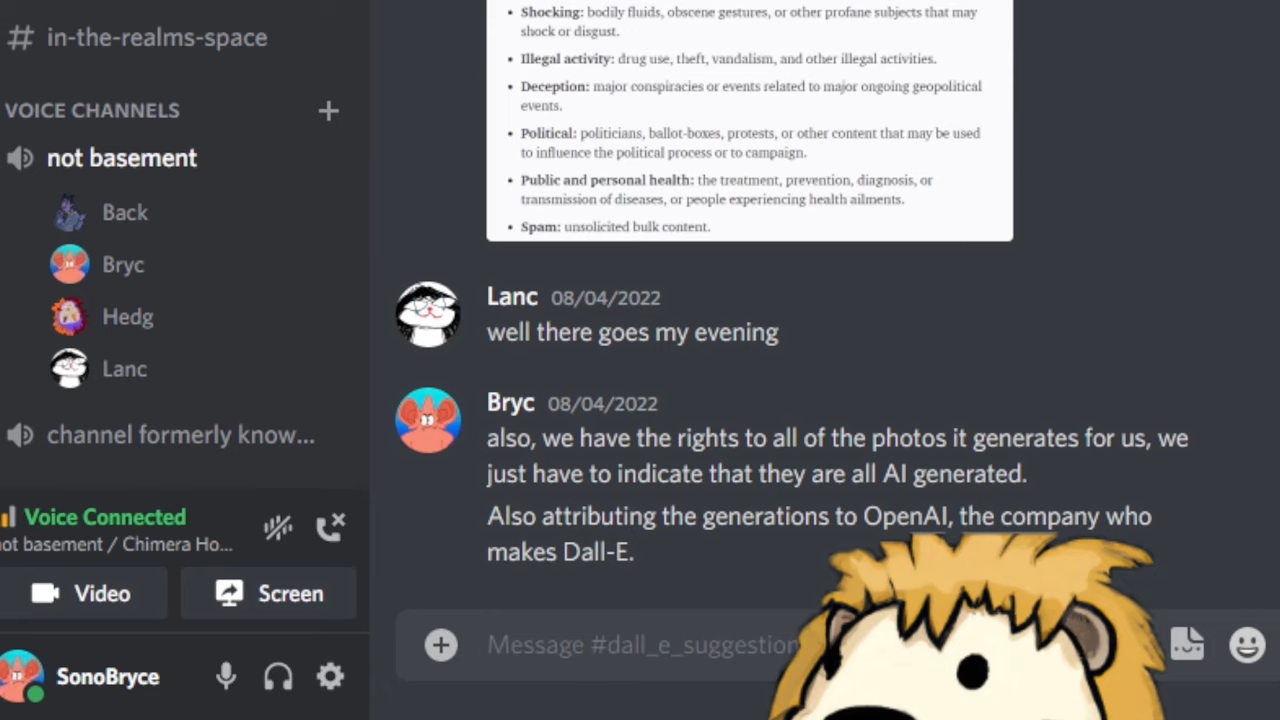 # in-the-realms-space
VOICE CHANNELS
not basement
Back
Bryc
Hedg
Lanc
channel formerly know...
Voice Connected
not basement / Chimera Ho...
Video
Screen
SonoBryce
• Shocking: bodily fluids, obscene gestures, or other profane subjects that may
shock or disgust.
• Illegal activity: drug use, theft, vandalism, and other illegal activities.
• Deception: major conspiracies or events related to major ongoing geopolitical
events.
• Political: politicians, ballot-boxes, protests, or other content that may be used
to influence the political process or to campaign.
• Public and personal health: the treatment, prevention, diagnosis, or
transmission of diseases, or people experiencing health ailments.
• Spam: unsolicited bulk content.
Lanc 08/04/2022
well there goes my evening
Bryc 08/04/2022
also, we have the rights to all of the photos it generates for us, we
just have to indicate that they are all AI generated.
Also attributing the generations to OpenAI, the company who
makes Dall-E.
Message #dall_e_suggestion